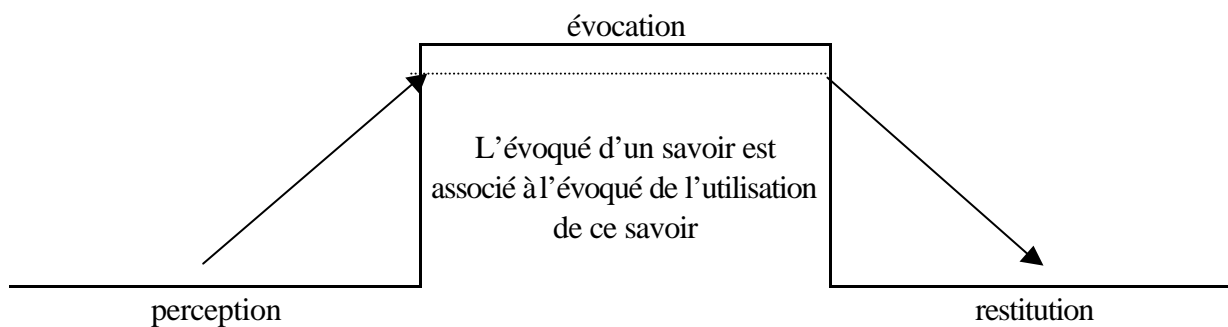 évocation
L’évoqué d’un savoir est
associé à l’évoqué de l’utilisation
de ce savoir
perception
restitution